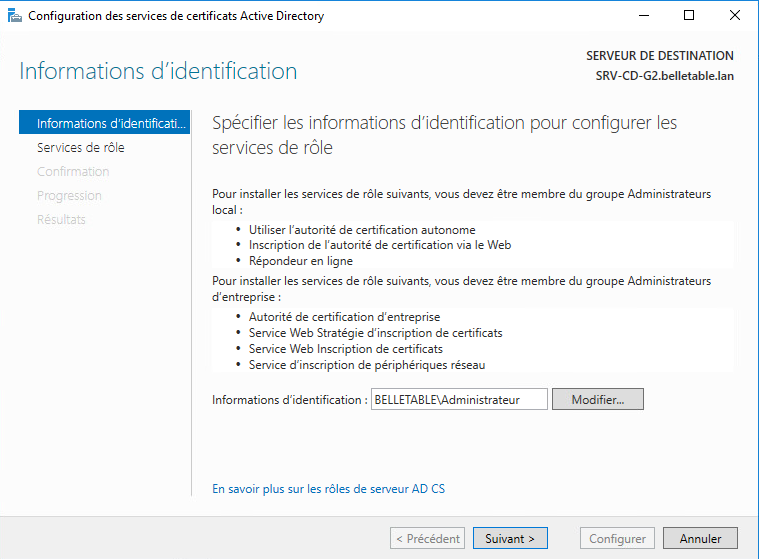 Configuration des services de certificats Active Directory
Informations d'identification
SERVEUR DE DESTINATION
SRV-CD-G2.belletable.lan
Informations d'identificati...
Services de rôle
Confirmation
Progression
Résultats
Spécifier les informations d'identification pour configurer les
services de rôle
Pour installer les services de rôle suivants, vous devez être membre du groupe Administrateurs
local :
• Utiliser l'autorité de certification autonome
• Inscription de l'autorité de certification via le Web
• Répondeur en ligne
Pour installer les services de rôle suivants, vous devez être membre du groupe Administrateurs
d'entreprise :
• Autorité de certification d'entreprise
• Service Web Stratégie d'inscription de certificats
• Service Web Inscription de certificats
• Service d'inscription de périphériques réseau
Informations d'identification : BELLETABLE\Administrateur Modifier...
En savoir plus sur les rôles de serveur AD CS
< Précédent Suivant > Configurer Annuler